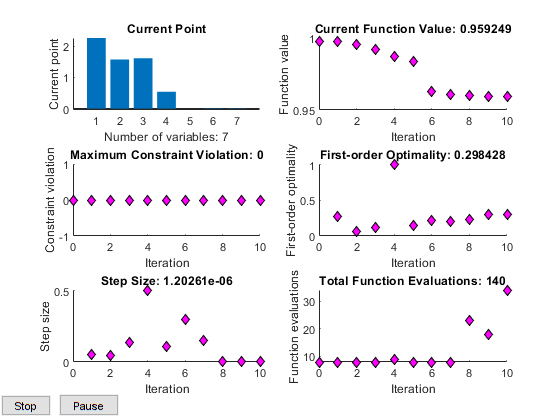 Current Point
Current point
2
1
0
1 2 3 4 5 6 7
Number of variables: 7
Current Function Value: 0.959249
Function value
1
0.95
0 2 4 6 8 10
Iteration
Maximum Constraint Violation: 0
Constraint violation
1
0
-1
0 2 4 6 8 10
Iteration
First-order Optimality: 0.298428
First-order optimality
1
0.5
0
0 2 4 6 8 10
Iteration
Step Size: 1.20261e-06
Step size
0.5
0
0 2 4 6 8 10
Iteration
Total Function Evaluations: 140
Function evaluations
30
20
10
0 2 4 6 8 10
Iteration
Stop
Pause